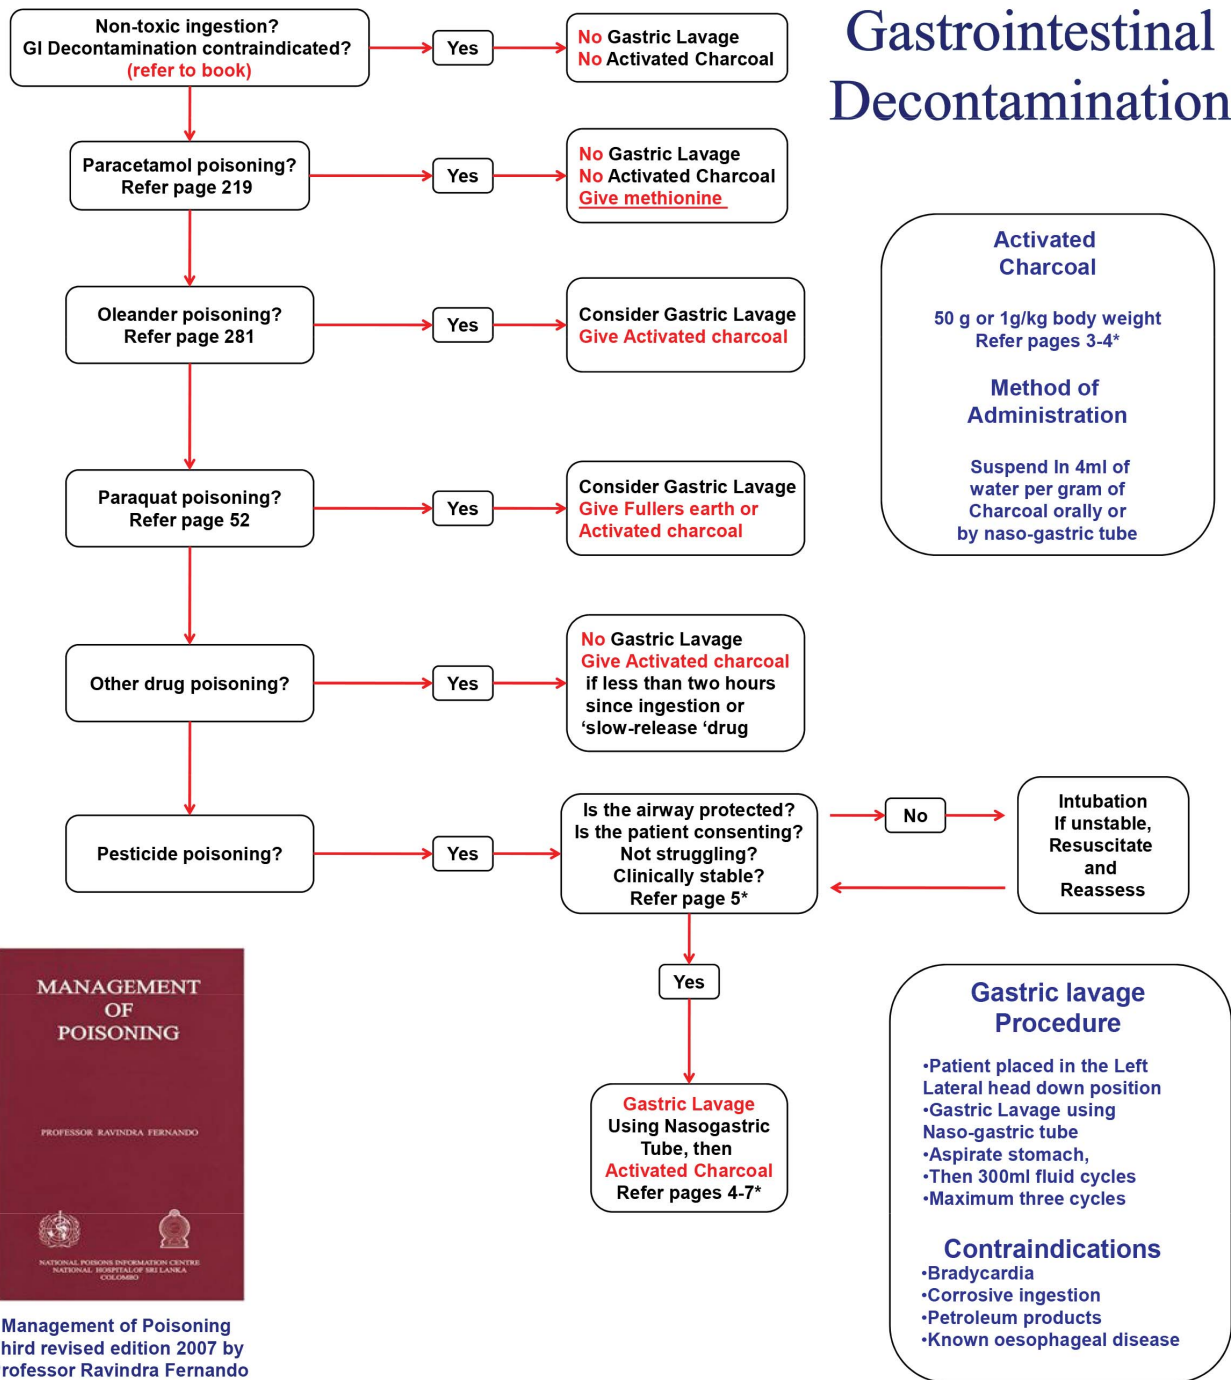 Gastrointestinal
Decontamination
Non-toxic ingestion?
GI Decontamination contraindicated?
(refer to book)
Yes
No Gastric Lavage
No Activated Charcoal
Paracetamol poisoning?
Refer page 219
Yes
No Gastric Lavage
No Activated Charcoal
Give methionine
Oleander poisoning?
Refer page 281
Yes
Consider Gastric Lavage
Give Activated charcoal
Paraquat poisoning?
Refer page 52
Yes
Consider Gastric Lavage
Give Fullers earth or
Activated charcoal
Other drug poisoning?
Yes
No Gastric Lavage
Give Activated charcoal
if less than two hours
since ingestion or
‘slow-release ‘drug
Pesticide poisoning?
Yes
Is the airway protected?
Is the patient consenting?
Not struggling?
Clinically stable?
Refer page 5*
No
Intubation
If unstable,
Resuscitate
and
Reassess
Yes
Gastric Lavage
Using Nasogastric
Tube, then
Activated Charcoal
Refer pages 4-7*
Activated
Charcoal
50 g or 1g/kg body weight
Refer pages 3-4*
Method of
Administration
Suspend In 4ml of
water per gram of
Charcoal orally or
by naso-gastric tube
Gastric lavage
Procedure
•Patient placed in the Left
Lateral head down position
•Gastric Lavage using
Naso-gastric tube
•Aspirate stomach,
•Then 300ml fluid cycles
•Maximum three cycles
Contraindications
•Bradycardia
•Corrosive ingestion
•Petroleum products
•Known oesophageal disease
MANAGEMENT
OF
POISONING
PROFESSOR RAVINDRA FERNANDO
NATIONAL POISONS INFORMATION CENTRE
NATIONAL HOSPITAL OF SRI LANKA
COLOMBO
Management of Poisoning
hird revised edition 2007 by
rofessor Ravindra Fernando